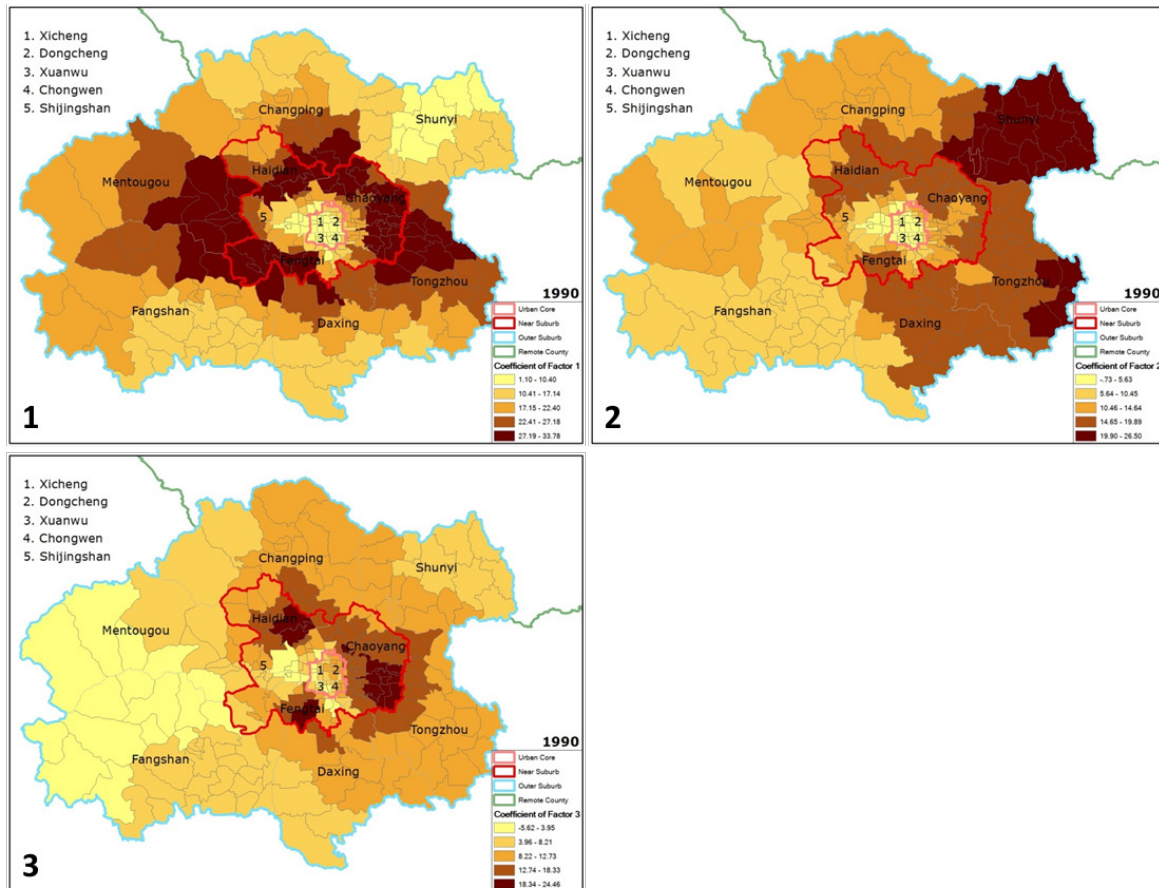 1. Xicheng
2. Dongcheng
3. Xuanwu
4. Chongwen
5. Shijingshan
Changping
Shunyi
Mentougou
Haidian
Chaoyang
5
1 2
3 4
Fengtai
Tongzhou
Fangshan
Daxing
1990
Urban Core
Near Suburb
Outer Suburb
Remote County
Coefficient of Factor 1
1.10 - 10.40
10.41 - 17.14
17.15 - 22.40
22.41 - 27.18
27.19 - 33.78
1
1. Xicheng
2. Dongcheng
3. Xuanwu
4. Chongwen
5. Shijingshan
Changping
Shunyi
Mentougou
Haidian
Chaoyang
5
1 2
3 4
Fengtai
Tongzhou
Fangshan
Daxing
1990
Urban Core
Near Suburb
Outer Suburb
Remote County
Coefficient of Factor 2
-.73 - 5.63
5.64 - 10.45
10.46 - 14.64
14.65 - 19.89
19.90 - 26.50
2
1. Xicheng
2. Dongcheng
3. Xuanwu
4. Chongwen
5. Shijingshan
Changping
Shunyi
Haidian
Mentougou
Chaoyang
5
1 2
3 4
Fengtai
Tongzhou
Fangshan
Daxing
1990
Urban Core
Near Suburb
Outer Suburb
Remote County
Coefficient of Factor 3
-5.62 - 3.95
3.96 - 8.21
8.22 - 12.73
12.74 - 18.33
18.34 - 24.46
3